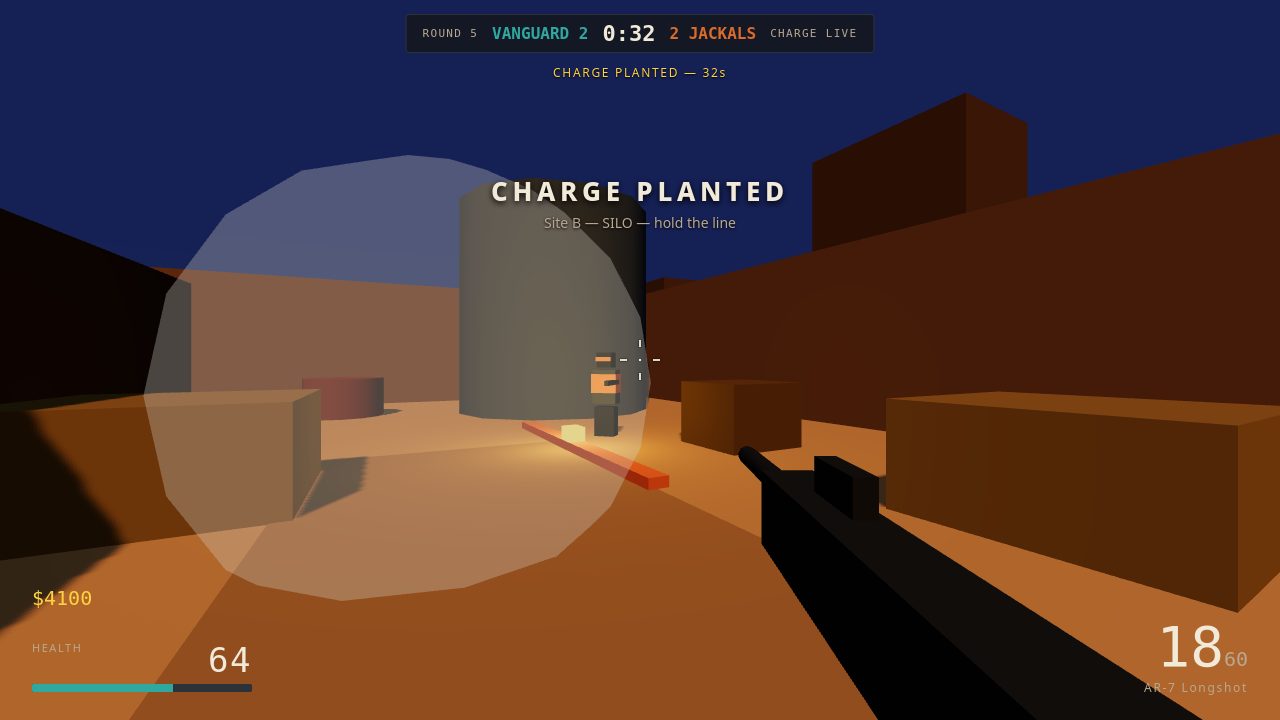 ROUND 5 VANGUARD 2 0:32 2 JACKALS CHARGE LIVE
CHARGE PLANTED — 32s
CHARGE PLANTED
Site B — SILO — hold the line
$4100
HEALTH 64
18 60
AR-7 Longshot